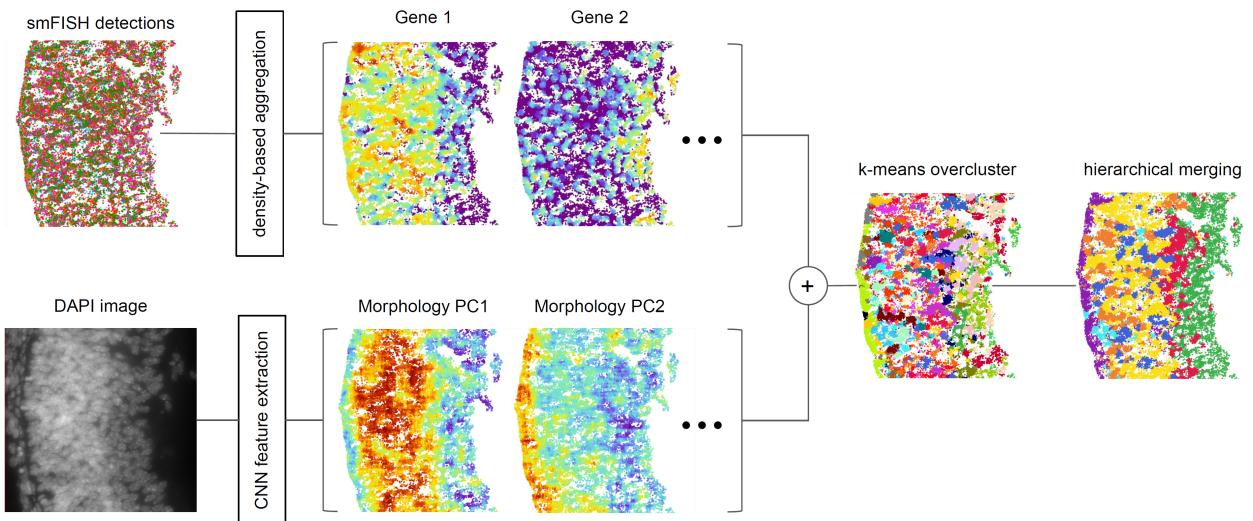 smFISH detections
density-based aggregation
Gene 1
Gene 2
k-means overcluster
hierarchical merging
+
DAPI image
CNN feature extraction
Morphology PC1
Morphology PC2